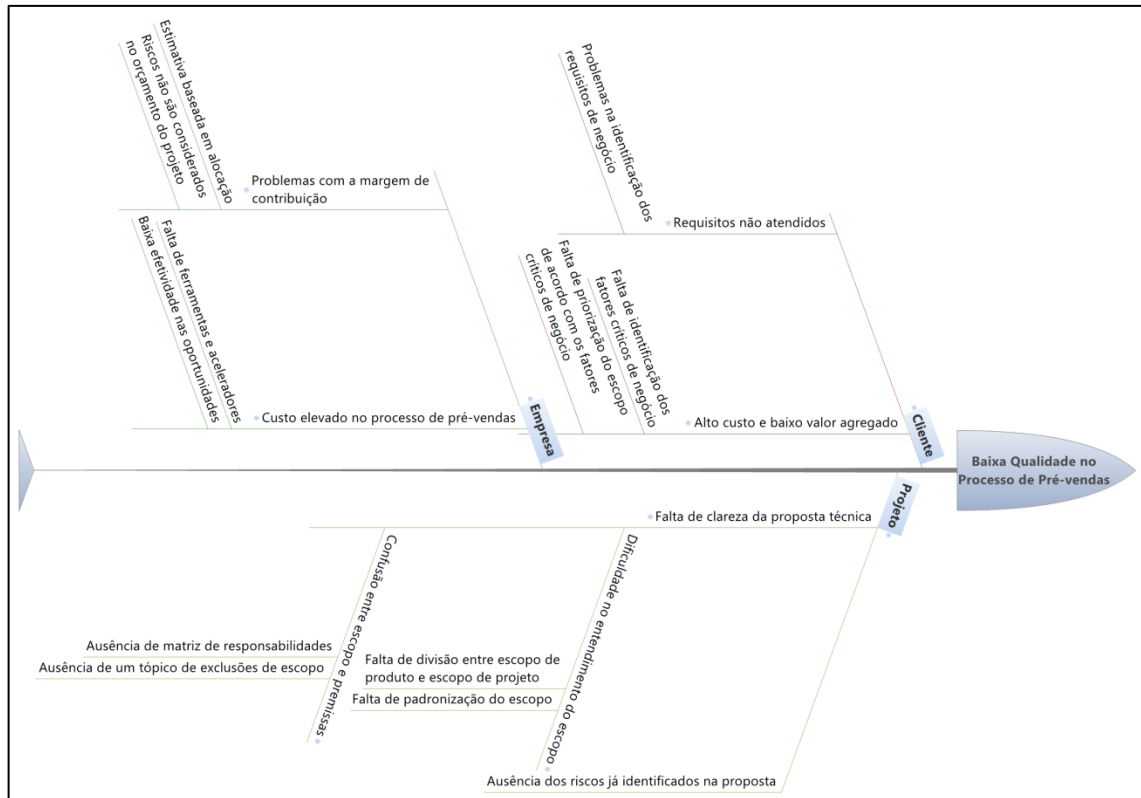 Estimativa baseada em alocação
Riscos não são considerados
no orçamento do projeto
Problemas com a margem de
contribuição
Falta de ferramentas e aceleradores
Baixa efetividade nas oportunidades
Custo elevado no processo de pré-vendas
Empresa
Problemas na identificação dos
requisitos de negócio
Requisitos não atendidos
Falta de identificação dos
fatores críticos de negócio
Falta de priorização do escopo
de acordo com os fatores
críticos de negócio
Alto custo e baixo valor agregado
Cliente
Baixa Qualidade no
Processo de Pré-vendas
Projeto
Falta de clareza da proposta técnica
Dificuldade no entendimento do escopo
Falta de divisão entre escopo de
produto e escopo de projeto
Falta de padronização do escopo
Confusão entre escopo e premissas
Ausência de matriz de responsabilidades
Ausência de um tópico de exclusões de escopo
Ausência dos riscos já identificados na proposta